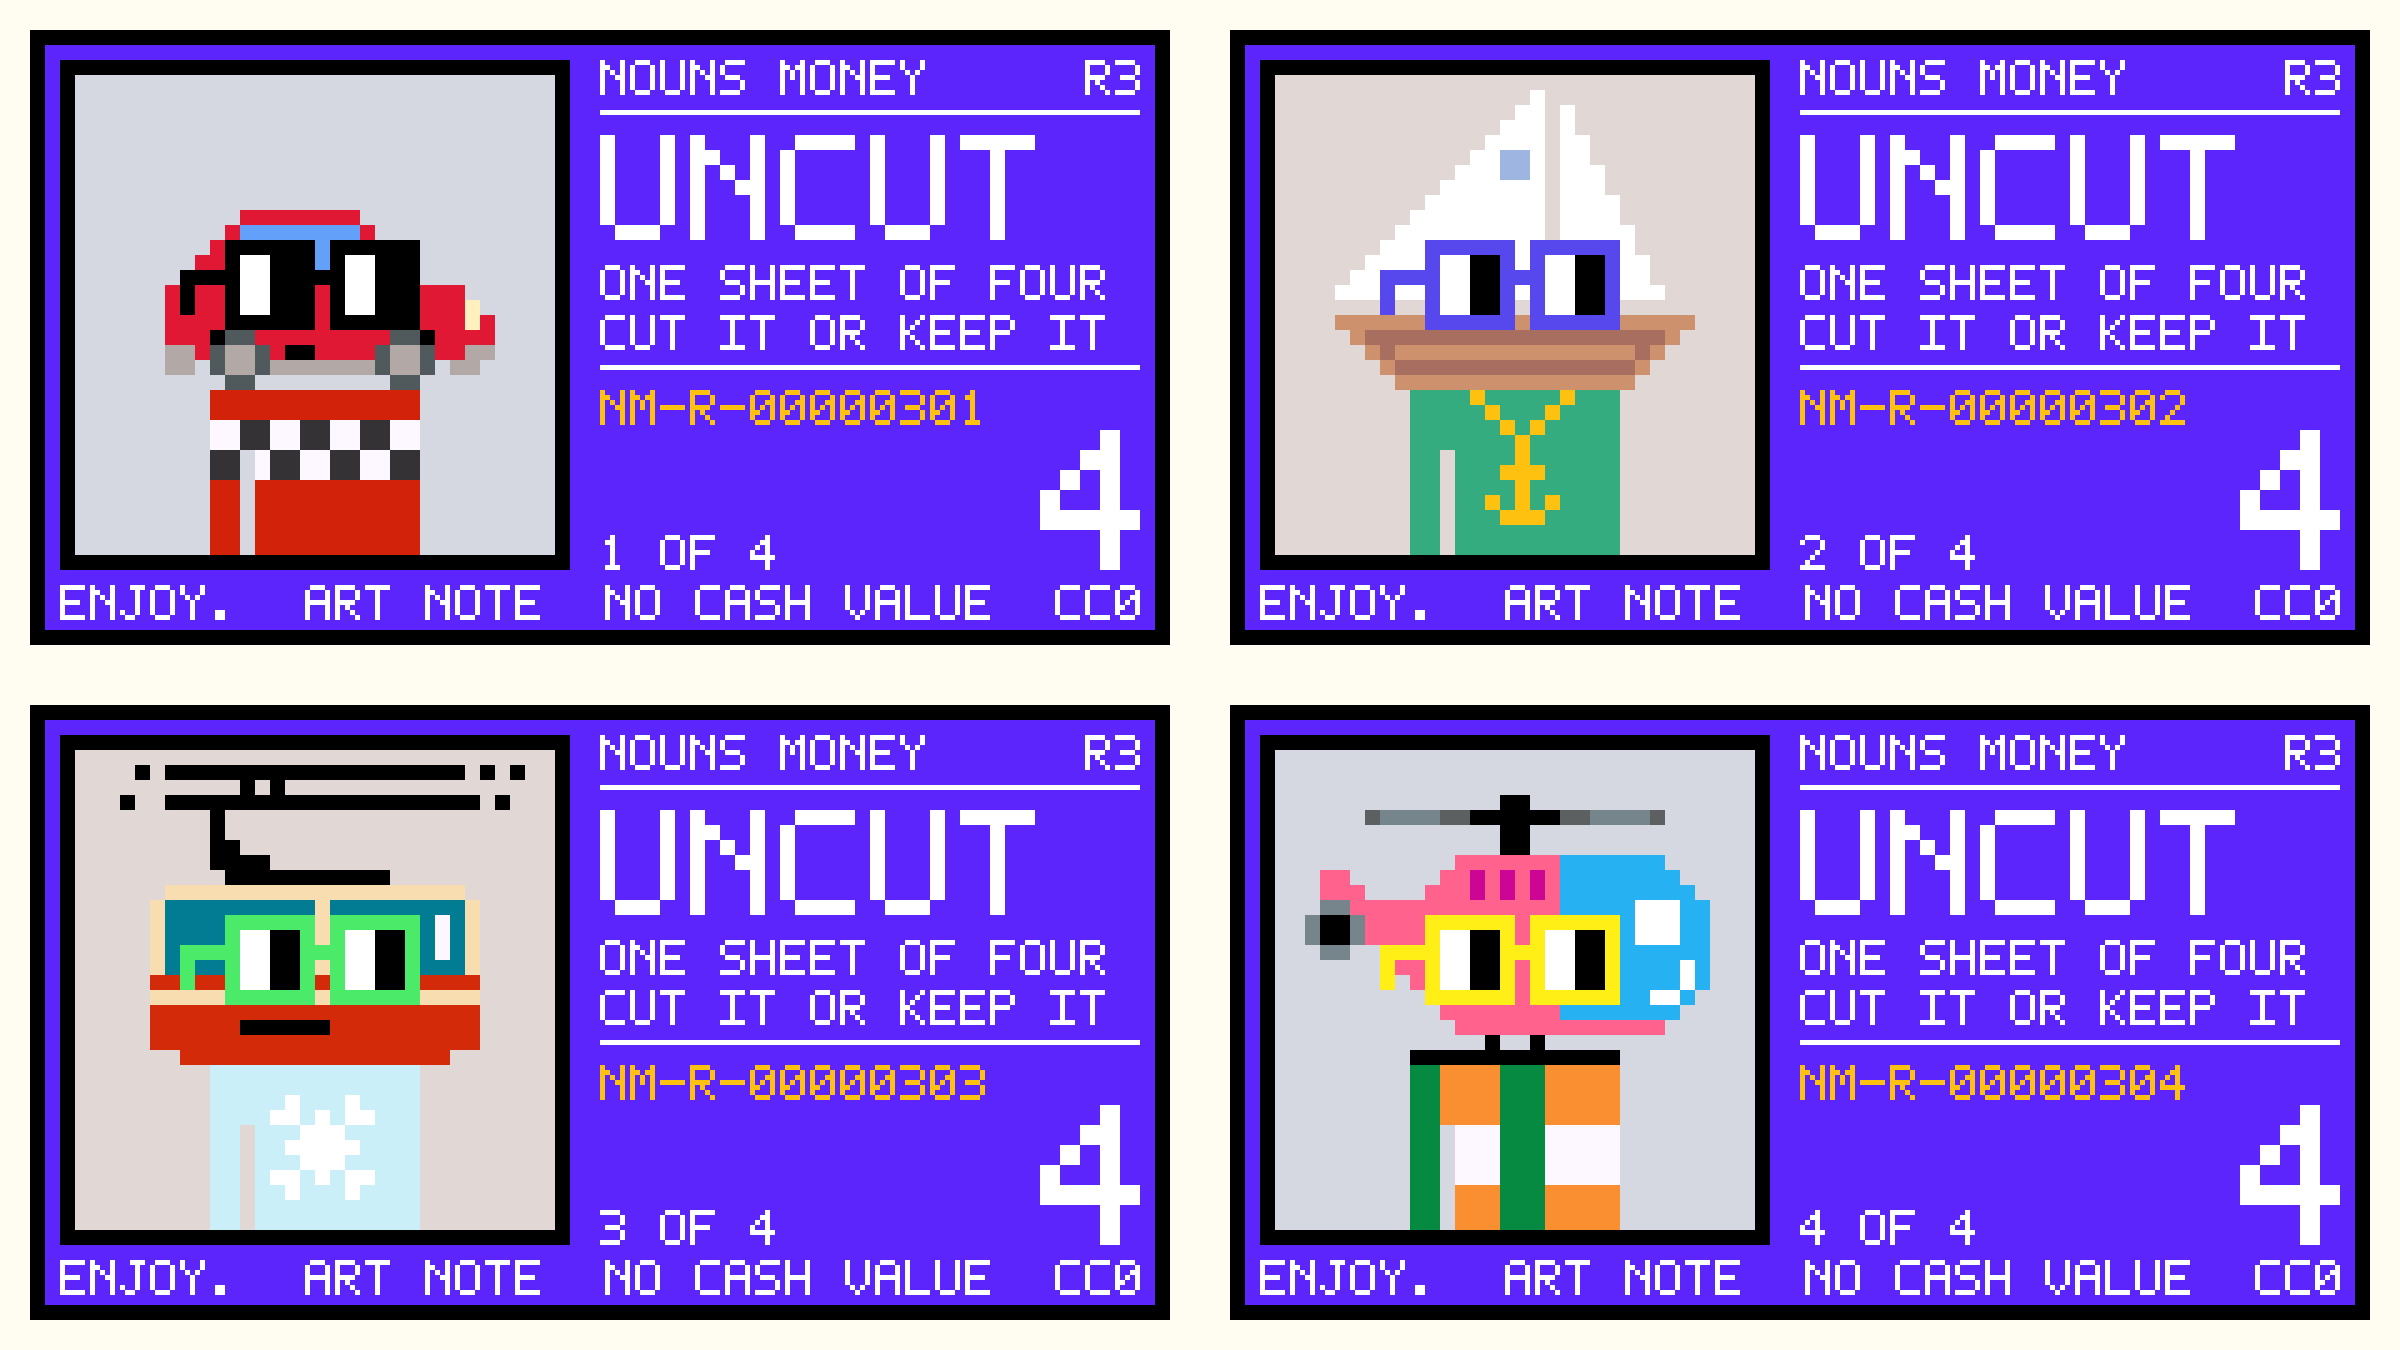 NOUNS MONEY R3
UNCUT
ONE SHEET OF FOUR
CUT IT OR KEEP IT
NM-R-00000301
4
1 OF 4
ENJOY. ART NOTE NO CASH VALUE CC0
NOUNS MONEY R3
UNCUT
ONE SHEET OF FOUR
CUT IT OR KEEP IT
NM-R-00000302
4
2 OF 4
ENJOY. ART NOTE NO CASH VALUE CC0
NOUNS MONEY R3
UNCUT
ONE SHEET OF FOUR
CUT IT OR KEEP IT
NM-R-00000303
4
3 OF 4
ENJOY. ART NOTE NO CASH VALUE CC0
NOUNS MONEY R3
UNCUT
ONE SHEET OF FOUR
CUT IT OR KEEP IT
NM-R-00000304
4
4 OF 4
ENJOY. ART NOTE NO CASH VALUE CC0